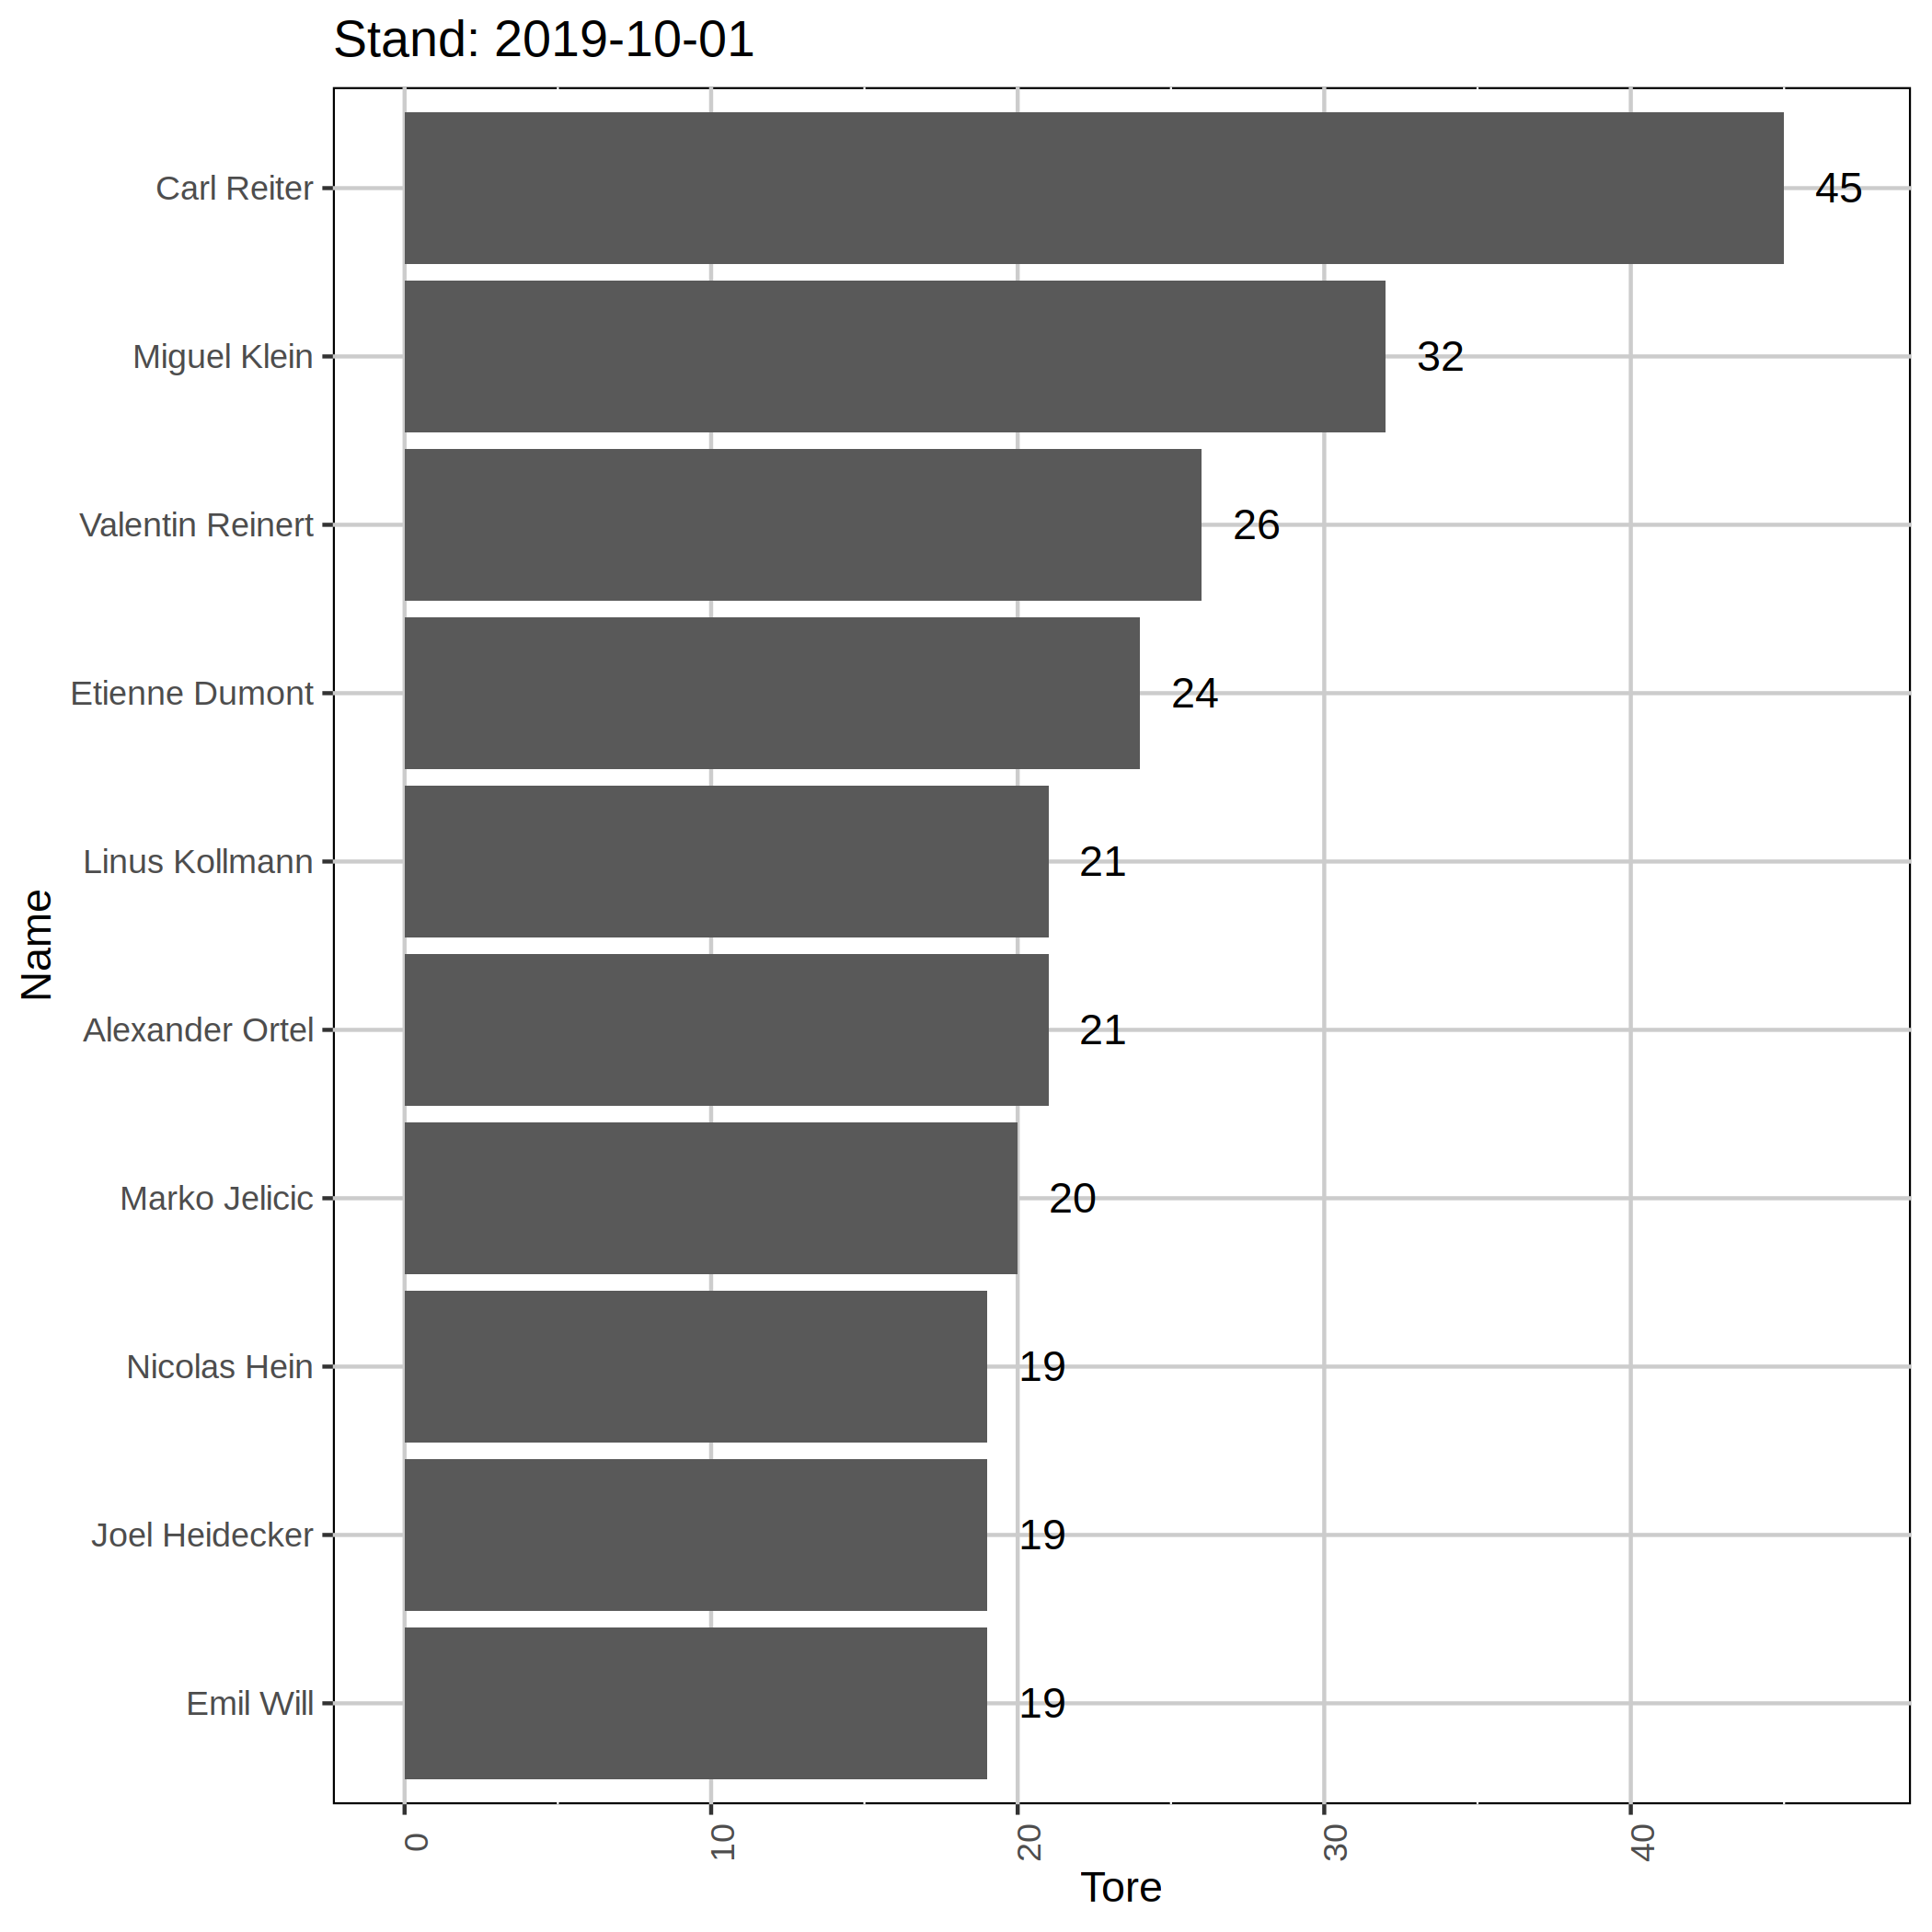 Stand: 2019-10-01
Carl Reiter 45
Miguel Klein 32
Valentin Reinert 26
Etienne Dumont 24
Linus Kollmann 21
Alexander Ortel 21
Marko Jelicic 20
Nicolas Hein 19
Joel Heidecker 19
Emil Will 19
Name
0 10 20 30 40
Tore